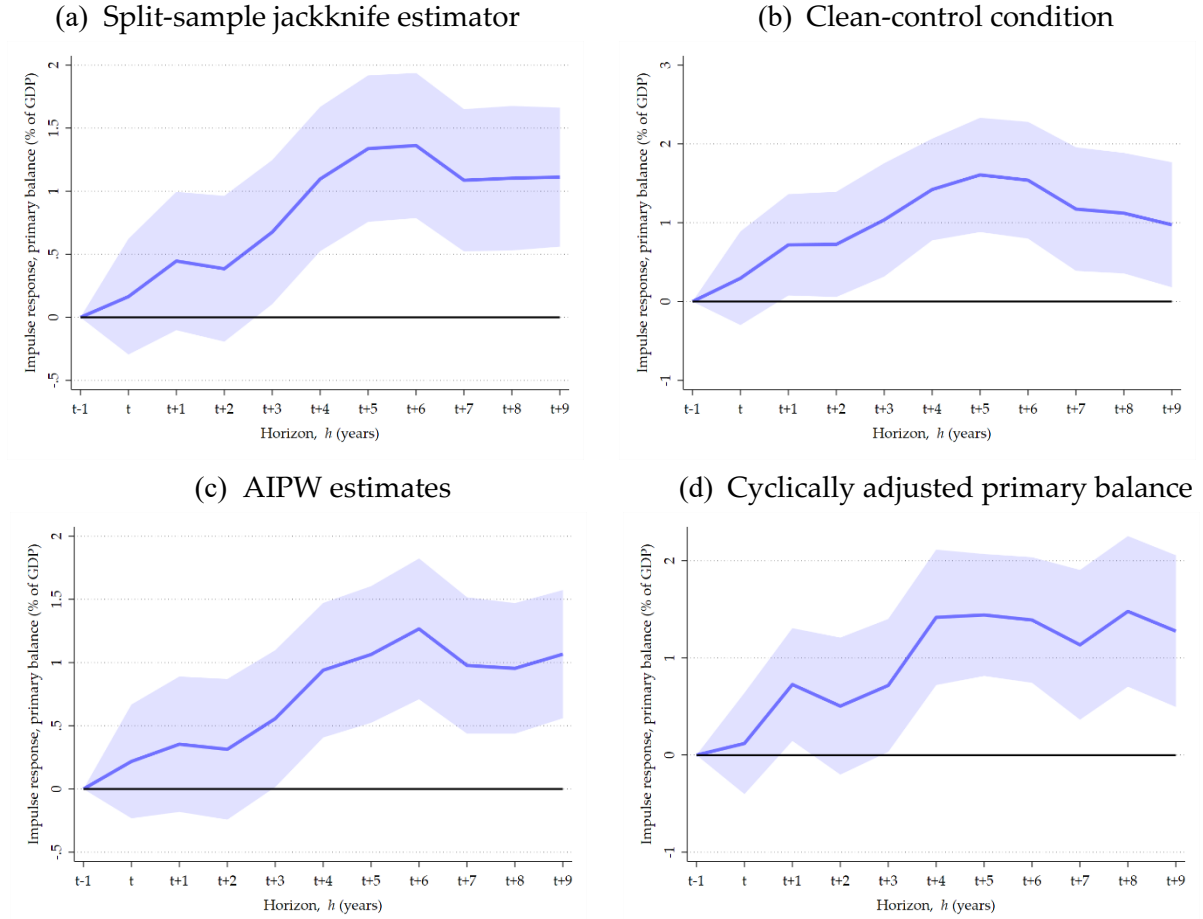 (a) Split-sample jackknife estimator
Impulse response, primary balance (% of GDP)
2
1.5
1
.5
0
-.5
t-1 t t+1 t+2 t+3 t+4 t+5 t+6 t+7 t+8 t+9
Horizon, h (years)
(b) Clean-control condition
Impulse response, primary balance (% of GDP)
3
2
1
0
-1
t-1 t t+1 t+2 t+3 t+4 t+5 t+6 t+7 t+8 t+9
Horizon, h (years)
(c) AIPW estimates
Impulse response, primary balance (% of GDP)
2
1.5
1
.5
0
-.5
t-1 t t+1 t+2 t+3 t+4 t+5 t+6 t+7 t+8 t+9
Horizon, h (years)
(d) Cyclically adjusted primary balance
Impulse response, primary balance (% of GDP)
2
1
0
-1
t-1 t t+1 t+2 t+3 t+4 t+5 t+6 t+7 t+8 t+9
Horizon, h (years)